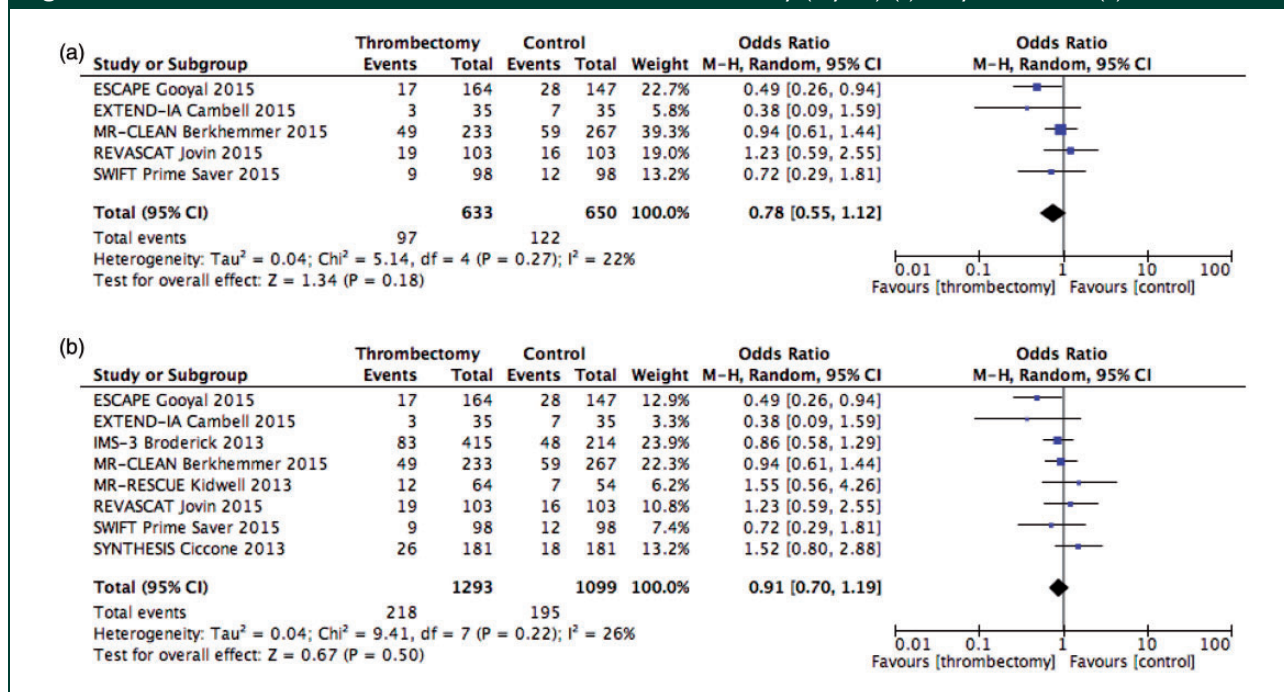 (a) Thrombectomy Control Odds Ratio Odds Ratio
Study or Subgroup Events Total Events Total Weight M-H, Random, 95% CI M-H, Random, 95% CI
ESCAPE Gooyal 2015 17 164 28 147 22.7% 0.49 [0.26, 0.94]
EXTEND-IA Cambell 2015 3 35 7 35 5.8% 0.38 [0.09, 1.59]
MR-CLEAN Berkhemmer 2015 49 233 59 267 39.3% 0.94 [0.61, 1.44]
REVASCAT Jovin 2015 19 103 16 103 19.0% 1.23 [0.59, 2.55]
SWIFT Prime Saver 2015 9 98 12 98 13.2% 0.72 [0.29, 1.81]
Total (95% CI) 633 650 100.0% 0.78 [0.55, 1.12]
Total events 97 122
Heterogeneity: Tau² = 0.04; Chi² = 5.14, df = 4 (P = 0.27); I² = 22%
Test for overall effect: Z = 1.34 (P = 0.18)
0.01 0.1 1 10 100
Favours [thrombectomy] Favours [control]
(b) Thrombectomy Control Odds Ratio Odds Ratio
Study or Subgroup Events Total Events Total Weight M-H, Random, 95% CI M-H, Random, 95% CI
ESCAPE Gooyal 2015 17 164 28 147 12.9% 0.49 [0.26, 0.94]
EXTEND-IA Cambell 2015 3 35 7 35 3.3% 0.38 [0.09, 1.59]
IMS-3 Broderick 2013 83 415 48 214 23.9% 0.86 [0.58, 1.29]
MR-CLEAN Berkhemmer 2015 49 233 59 267 22.3% 0.94 [0.61, 1.44]
MR-RESCUE Kidwell 2013 12 64 7 54 6.2% 1.55 [0.56, 4.26]
REVASCAT Jovin 2015 19 103 16 103 10.8% 1.23 [0.59, 2.55]
SWIFT Prime Saver 2015 9 98 12 98 7.4% 0.72 [0.29, 1.81]
SYNTHESIS Ciccone 2013 26 181 18 181 13.2% 1.52 [0.80, 2.88]
Total (95% CI) 1293 1099 100.0% 0.91 [0.70, 1.19]
Total events 218 195
Heterogeneity: Tau² = 0.04; Chi² = 9.41, df = 7 (P = 0.22); I² = 26%
Test for overall effect: Z = 0.67 (P = 0.50)
0.01 0.1 1 10 100
Favours [thrombectomy] Favours [control]